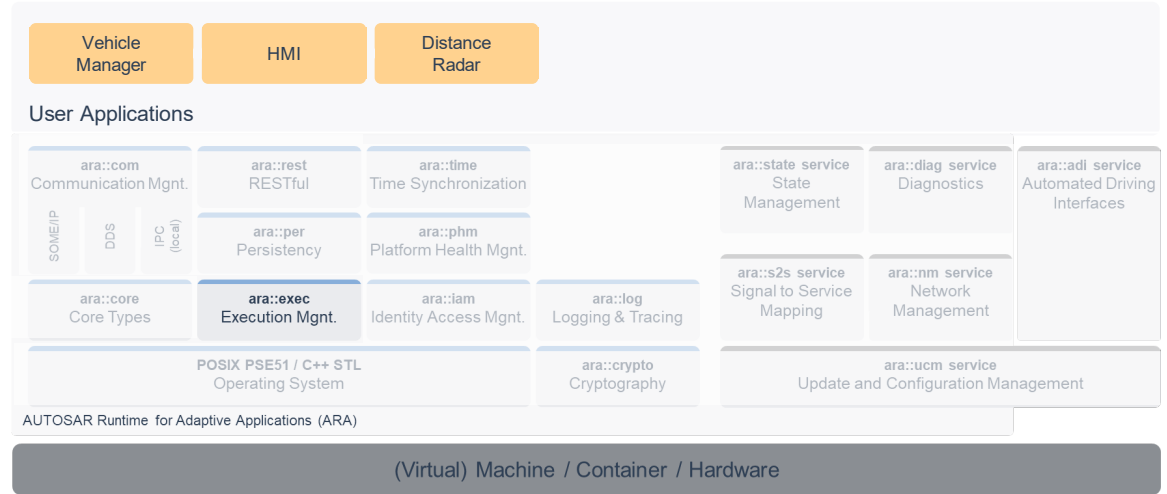 Vehicle
Manager
HMI
Distance
Radar
User Applications
ara::com
Communication Mgnt.
SOME/IP
DDS
IPC
(local)
ara::rest
RESTful
ara::time
Time Synchronization
ara::per
Persistency
ara::phm
Platform Health Mgnt.
ara::state service
State
Management
ara::diag service
Diagnostics
ara::adi service
Automated Driving
Interfaces
ara::core
Core Types
ara::exec
Execution Mgnt.
ara::iam
Identity Access Mgnt.
ara::log
Logging & Tracing
ara::s2s service
Signal to Service
Mapping
ara::nm service
Network
Management
POSIX PSE51 / C++ STL
Operating System
ara::crypto
Cryptography
ara::ucm service
Update and Configuration Management
AUTOSAR Runtime for Adaptive Applications (ARA)
(Virtual) Machine / Container / Hardware